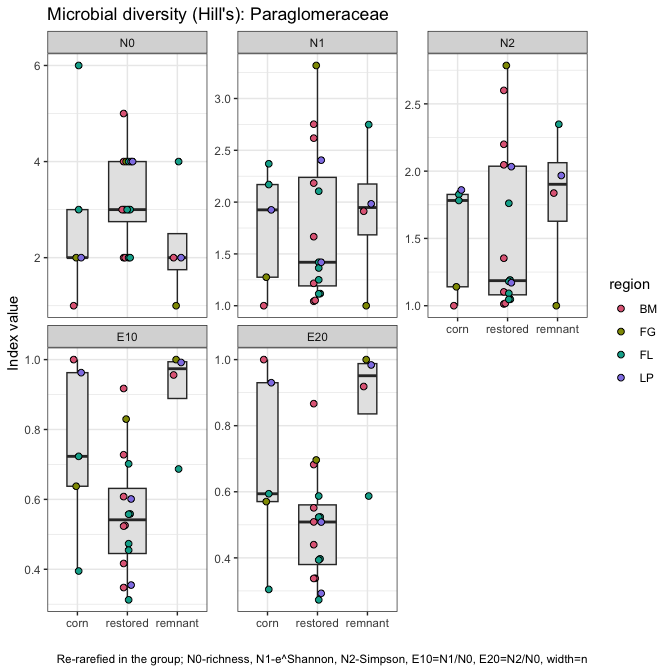 Microbial diversity (Hill's): Paraglomeraceae
N0
N1
N2
6
4
2
3.0
2.5
2.0
1.5
1.0
2.5
2.0
1.5
1.0
corn restored remnant
Index value
region
BM
FG
FL
LP
E10
E20
1.0
0.8
0.6
0.4
1.0
0.8
0.6
0.4
corn restored remnant
corn restored remnant
Re-rarefied in the group; N0-richness, N1-e^Shannon, N2-Simpson, E10=N1/N0, E20=N2/N0, width=n